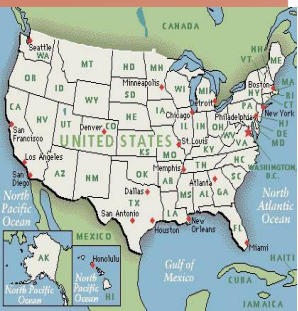 CANADA
Seattle
WA
MT
ND
MH
NH
VT
ME
OR
ID
WY
SD
Minneapolis
WI
MI
Boston
MA
NY
RI
Detroit
CA
NV
UT
CO
NE
IA
Chicago
IL
IN
OH
PA
Philadelphia
New York
CT
NJ
DE
MD
San
Francisco
Denver
UNITED STATES
St.Louis
WV
VA
KS
MO
KY
Los Angeles
AZ
NM
OK
AR
TN
NC
WASHINGTON,
D.C.
Memphis
SC
San
Diego
Dallas
Atlanta
MS
AL
GA
TX
LA
North
Pacific
Ocean
San Antonio
Houston
New
Orleans
FL
North
Atlantic
Ocean
MEXICO
Gulf of
Mexico
Miami
AK
Honolulu
North
Pacific
Ocean
HI
North Pacific
Ocean
CUBA
HAITI
JAMAICA